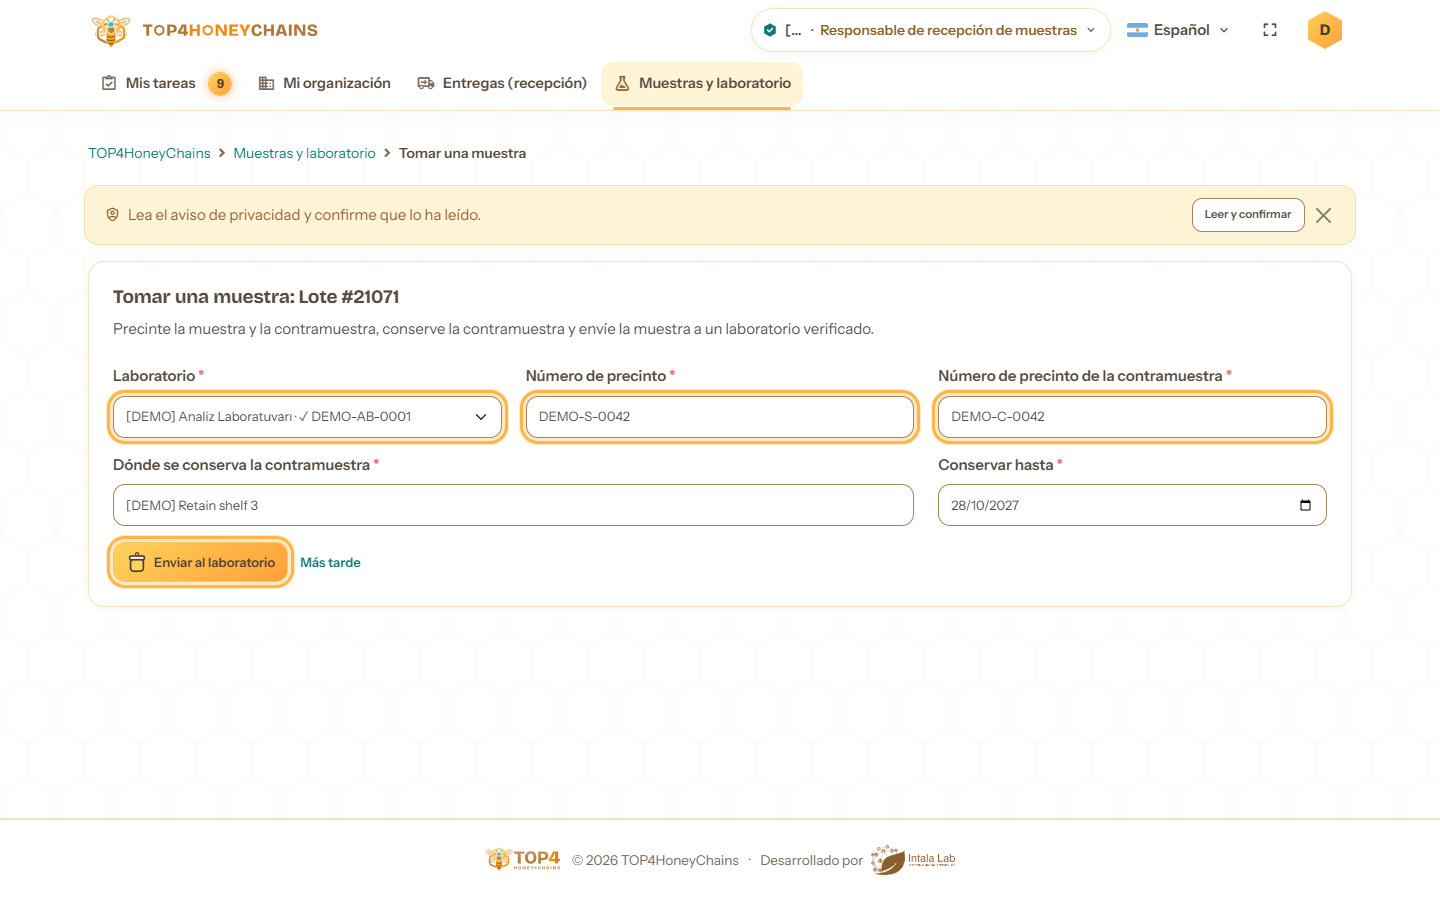 TOP4HONEYCHAINS
[... · Responsable de recepción de muestras
Español
D
Mis tareas 9
Mi organización
Entregas (recepción)
Muestras y laboratorio
TOP4HoneyChains > Muestras y laboratorio > Tomar una muestra
Lea el aviso de privacidad y confirme que lo ha leído.
Leer y confirmar
Tomar una muestra: Lote #21071
Precinte la muestra y la contramuestra, conserve la contramuestra y envíe la muestra a un laboratorio verificado.
Laboratorio *
Número de precinto *
Número de precinto de la contramuestra *
[DEMO] Analiz Laboratuvarı · ✓ DEMO-AB-0001
DEMO-S-0042
DEMO-C-0042
Dónde se conserva la contramuestra *
Conservar hasta *
[DEMO] Retain shelf 3
28/10/2027
Enviar al laboratorio
Más tarde
TOP4
HONEYCHAINS
© 2026 TOP4HoneyChains · Desarrollado por
Intala Lab